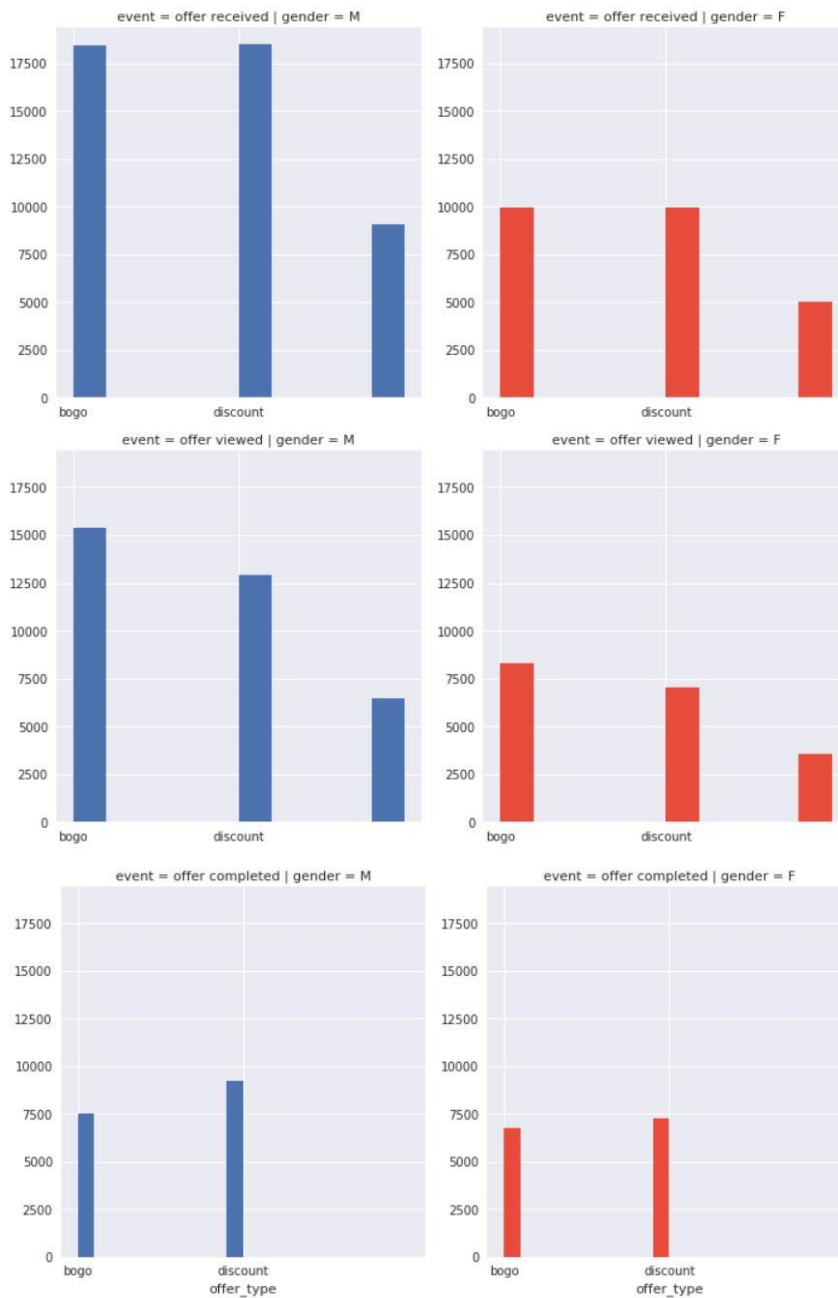 event = offer received | gender = M
event = offer received | gender = F
17500
15000
12500
10000
7500
5000
2500
0
bogo
discount
17500
15000
12500
10000
7500
5000
2500
0
bogo
discount
event = offer viewed | gender = M
event = offer viewed | gender = F
17500
15000
12500
10000
7500
5000
2500
0
bogo
discount
17500
15000
12500
10000
7500
5000
2500
0
bogo
discount
event = offer completed | gender = M
event = offer completed | gender = F
17500
15000
12500
10000
7500
5000
2500
0
bogo
discount
offer_type
17500
15000
12500
10000
7500
5000
2500
0
bogo
discount
offer_type